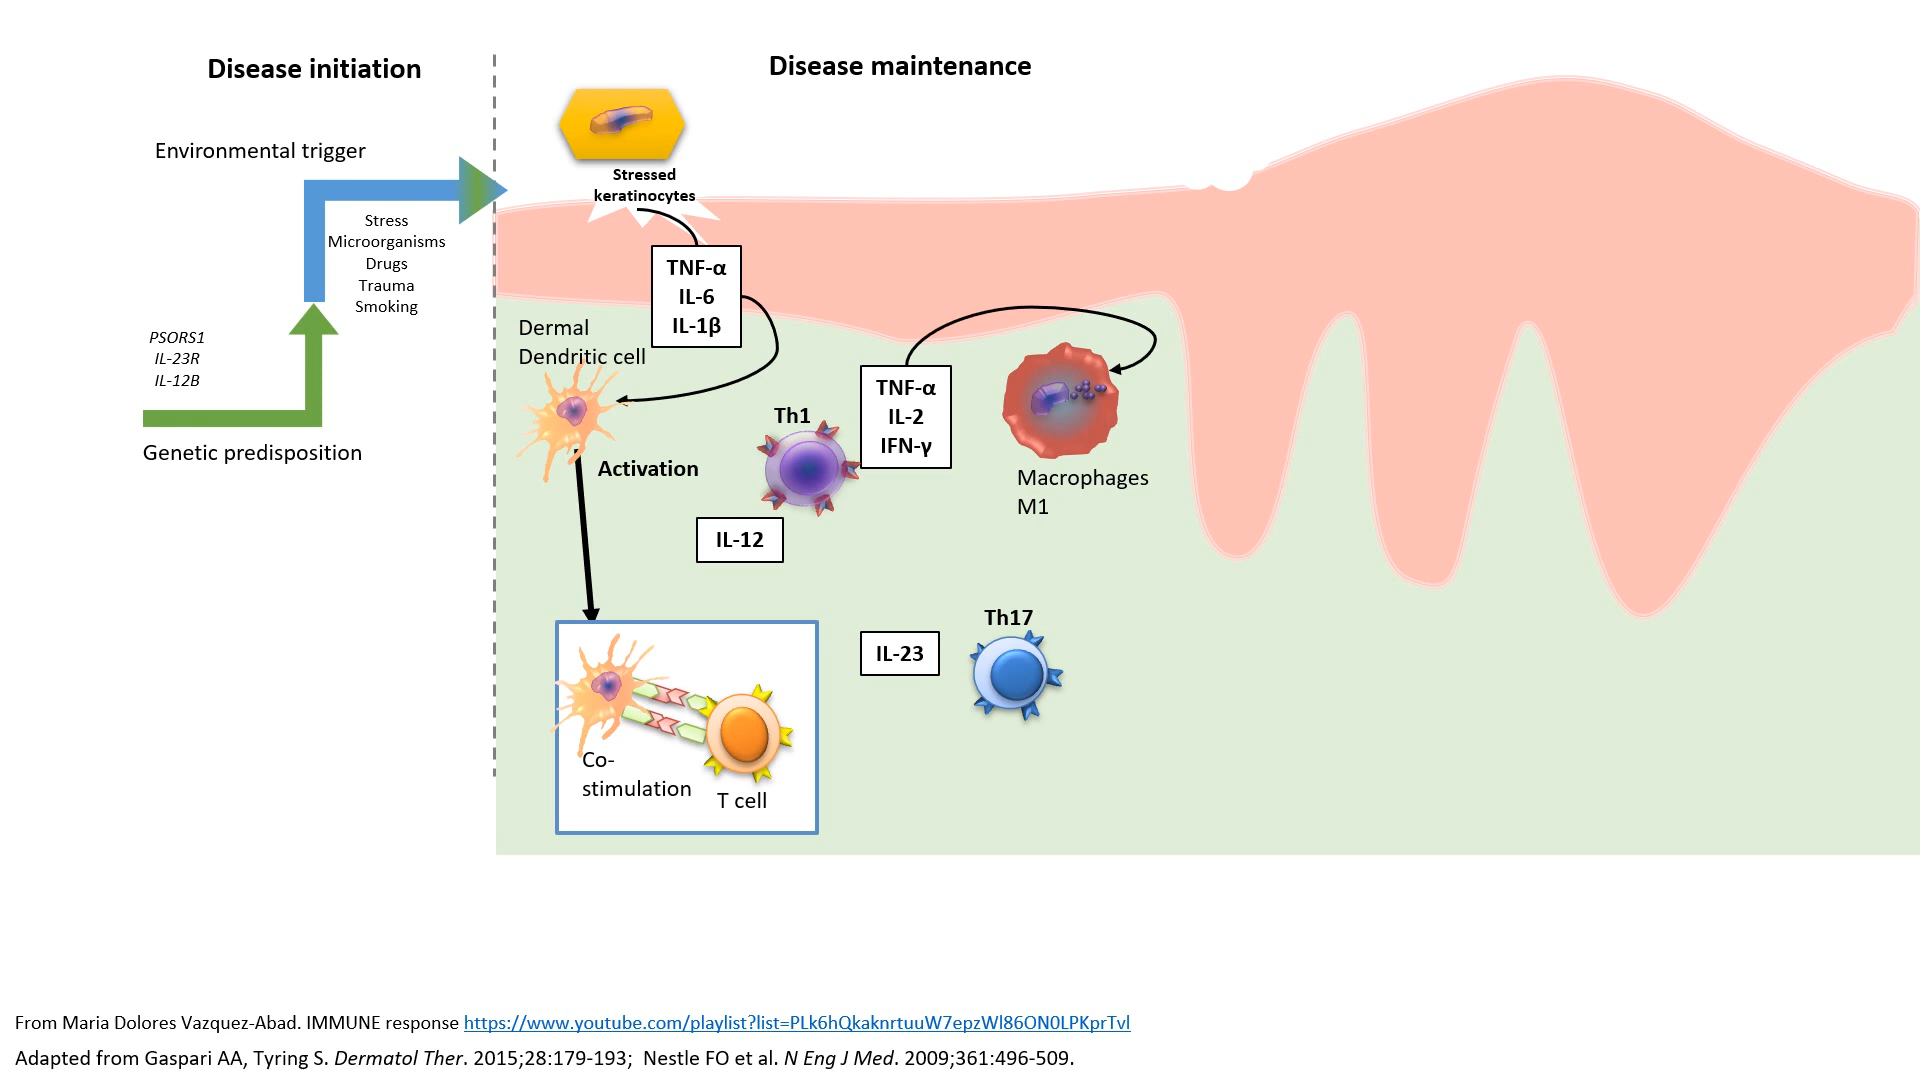 Disease initiation
Disease maintenance
Environmental trigger
Stress
Microorganisms
Drugs
Trauma
Smoking
PSORS1
IL-23R
IL-12B
Genetic predisposition
Stressed
keratinocytes
TNF-α
IL-6
IL-1β
Dermal
Dendritic cell
Activation
Th1
TNF-α
IL-2
IFN-γ
Macrophages
M1
IL-12
Th17
IL-23
Co-
stimulation
T cell
From Maria Dolores Vazquez-Abad. IMMUNE response https://www.youtube.com/playlist?list=PLk6hQkaknrtuuW7epzWl86ON0LPKprTvl
Adapted from Gaspari AA, Tyring S. Dermatol Ther. 2015;28:179-193;  Nestle FO et al. N Eng J Med. 2009;361:496-509.